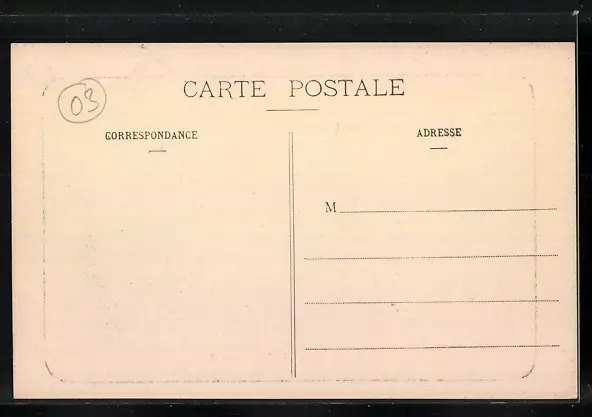 CARTE POSTALE
03
CORRESPONDANCE
ADRESSE
M